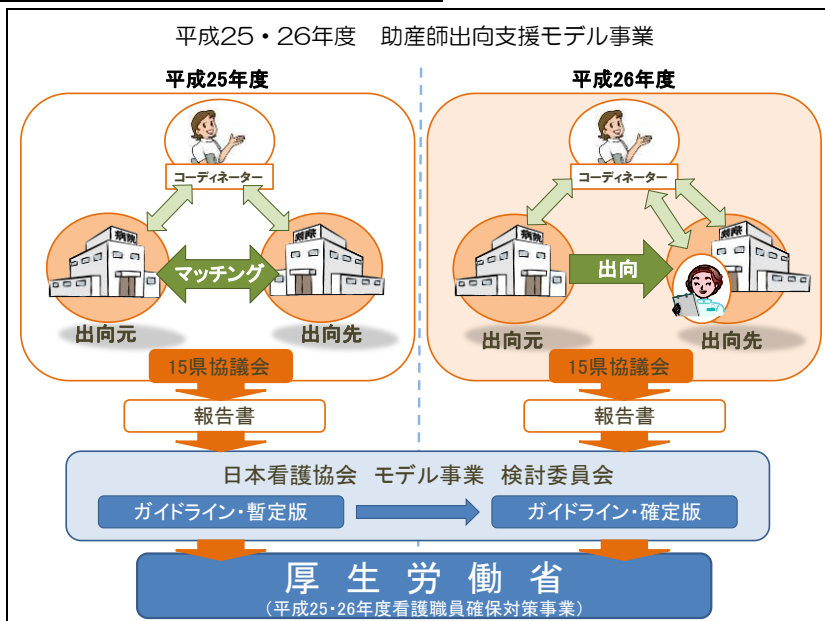 平成25・26年度　助産師出向支援モデル事業
平成25年度
コーディネーター
病院
病院
マッチング
出向元
出向先
15県協議会
報告書
平成26年度
コーディネーター
病院
病院
出向
出向元
出向先
15県協議会
報告書
日本看護協会　モデル事業　検討委員会
ガイドライン・暫定版
ガイドライン・確定版
厚生労働省
（平成25・26年度看護職員確保対策事業）